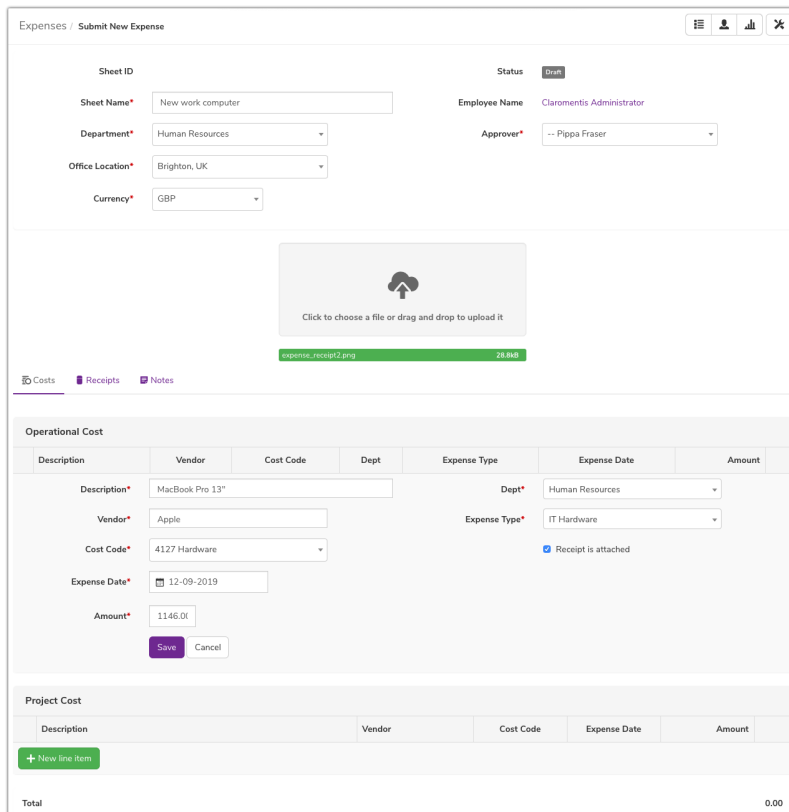 Expenses / Submit New Expense
Sheet ID
Status Draft
Sheet Name* New work computer
Employee Name Claromentis Administrator
Department* Human Resources
Approver* -- Pippa Fraser
Office Location* Brighton, UK
Currency* GBP
Click to choose a file or drag and drop to upload it
expense_receipt2.png 28.8kB
Costs Receipts Notes
Operational Cost
Description Vendor Cost Code Dept Expense Type Expense Date Amount
Description* MacBook Pro 13"
Dept* Human Resources
Vendor* Apple
Expense Type* IT Hardware
Cost Code* 4127 Hardware
Receipt is attached
Expense Date* 12-09-2019
Amount* 1146.0
Save Cancel
Project Cost
Description Vendor Cost Code Expense Date Amount
+ New line item
Total 0.00